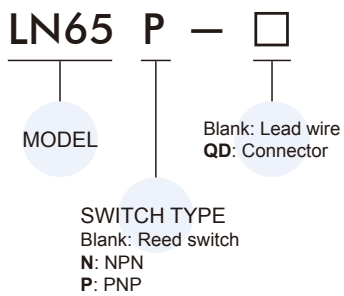 LN65 P – □
MODEL
Blank: Lead wire
QD: Connector
SWITCH TYPE
Blank: Reed switch
N: NPN
P: PNP